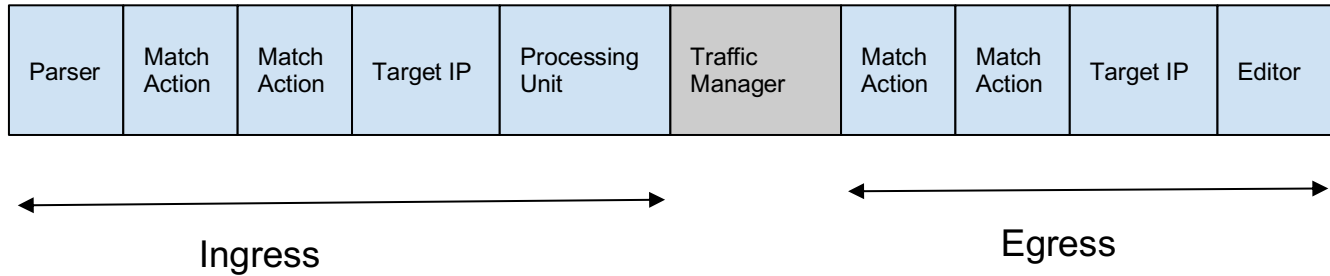 Parser
Match
Action
Match
Action
Target IP
Processing
Unit
Traffic
Manager
Match
Action
Match
Action
Target IP
Editor
Ingress
Egress